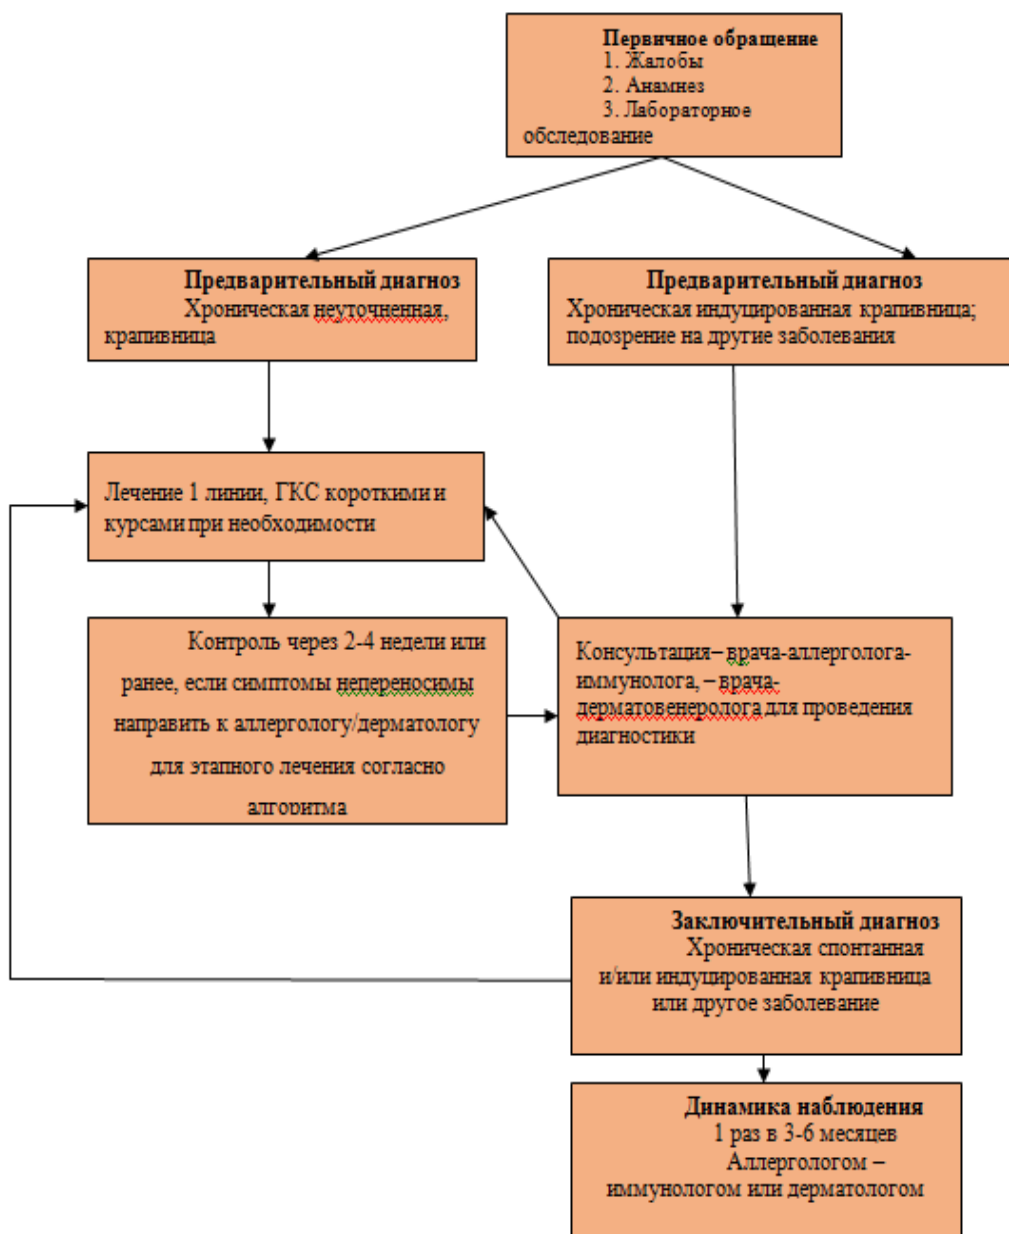 Первичное обращение
1. Жалобы
2. Анамнез
3. Лабораторное
обследование
Предварительный диагноз
Хроническая неуточненная,
крапивница
Предварительный диагноз
Хроническая индуцированная крапивница;
подозрение на другие заболевания
Лечение 1 линии, ГКС короткими и
курсами при необходимости
Контроль через 2-4 недели или
ранее, если симптомы непереносимы
направить к аллергологу/дерматологу
для этапного лечения согласно
алгоритма
Консультация– врача-аллерголога-
иммунолога, – врача-
дерматовенеролога для проведения
диагностики
Заключительный диагноз
Хроническая спонтанная
и/или индуцированная крапивница
или другое заболевание
Динамика наблюдения
1 раз в 3-6 месяцев
Аллергологом –
иммунологом или дерматологом